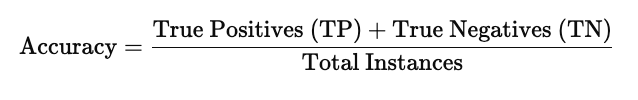 Accuracy = True Positives (TP) + True Negatives (TN)
Total Instances